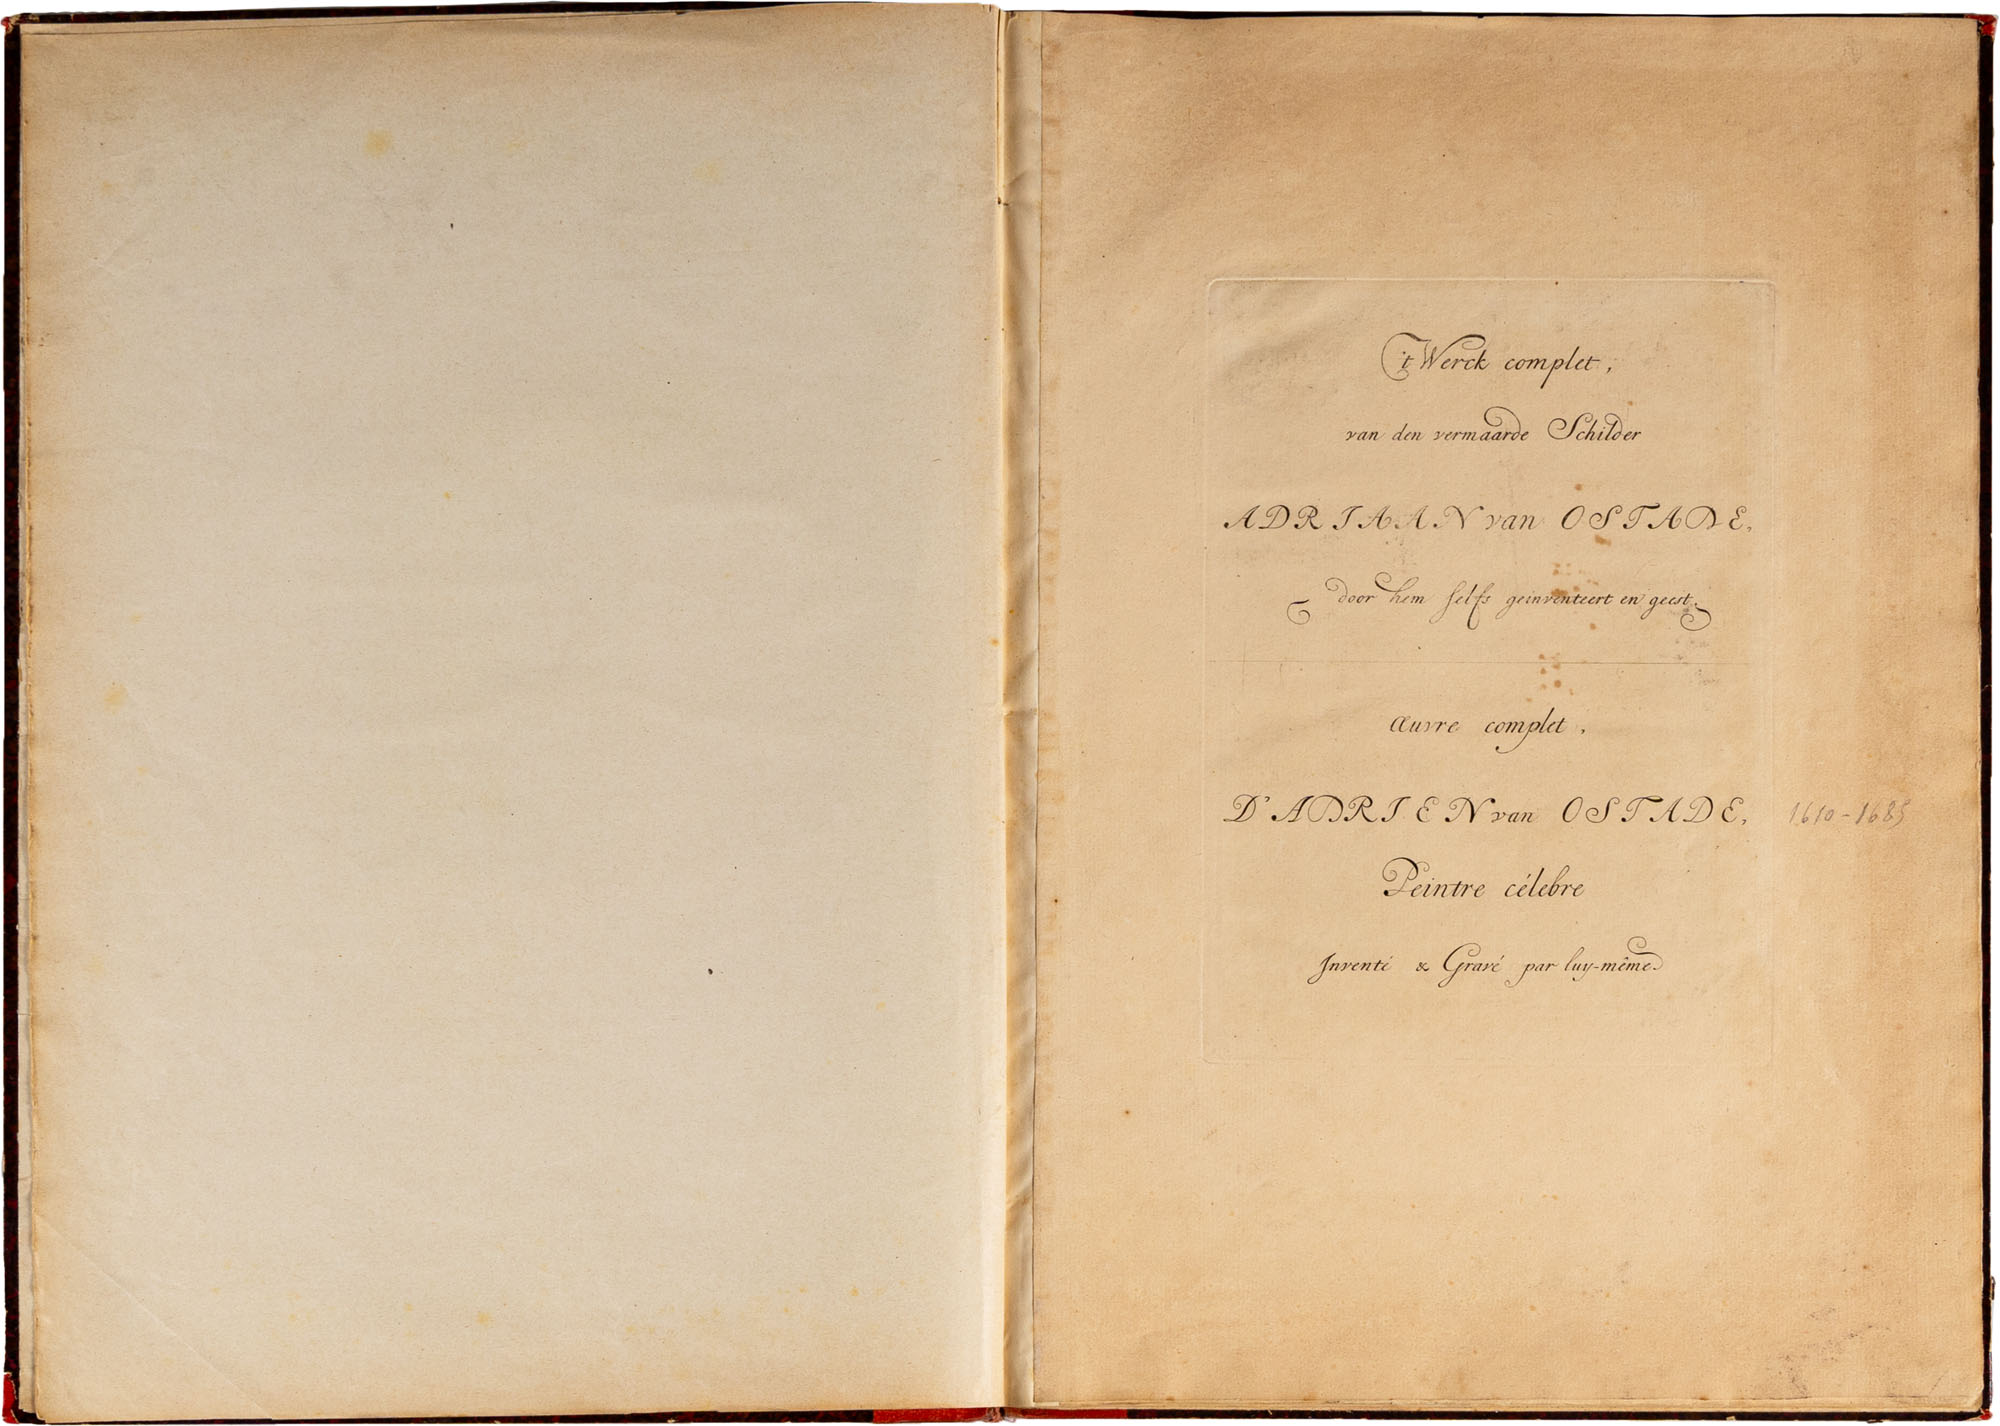 't Werck complet,
van den vermaarde Schilder
ADRIAAN van OSTADE,
door hem selfs geinventeert en geest.
œuvre complet,
D'ADRIEN van OSTADE, 1610-1685
Peintre célebre
Inventé & Gravé par luy-même.